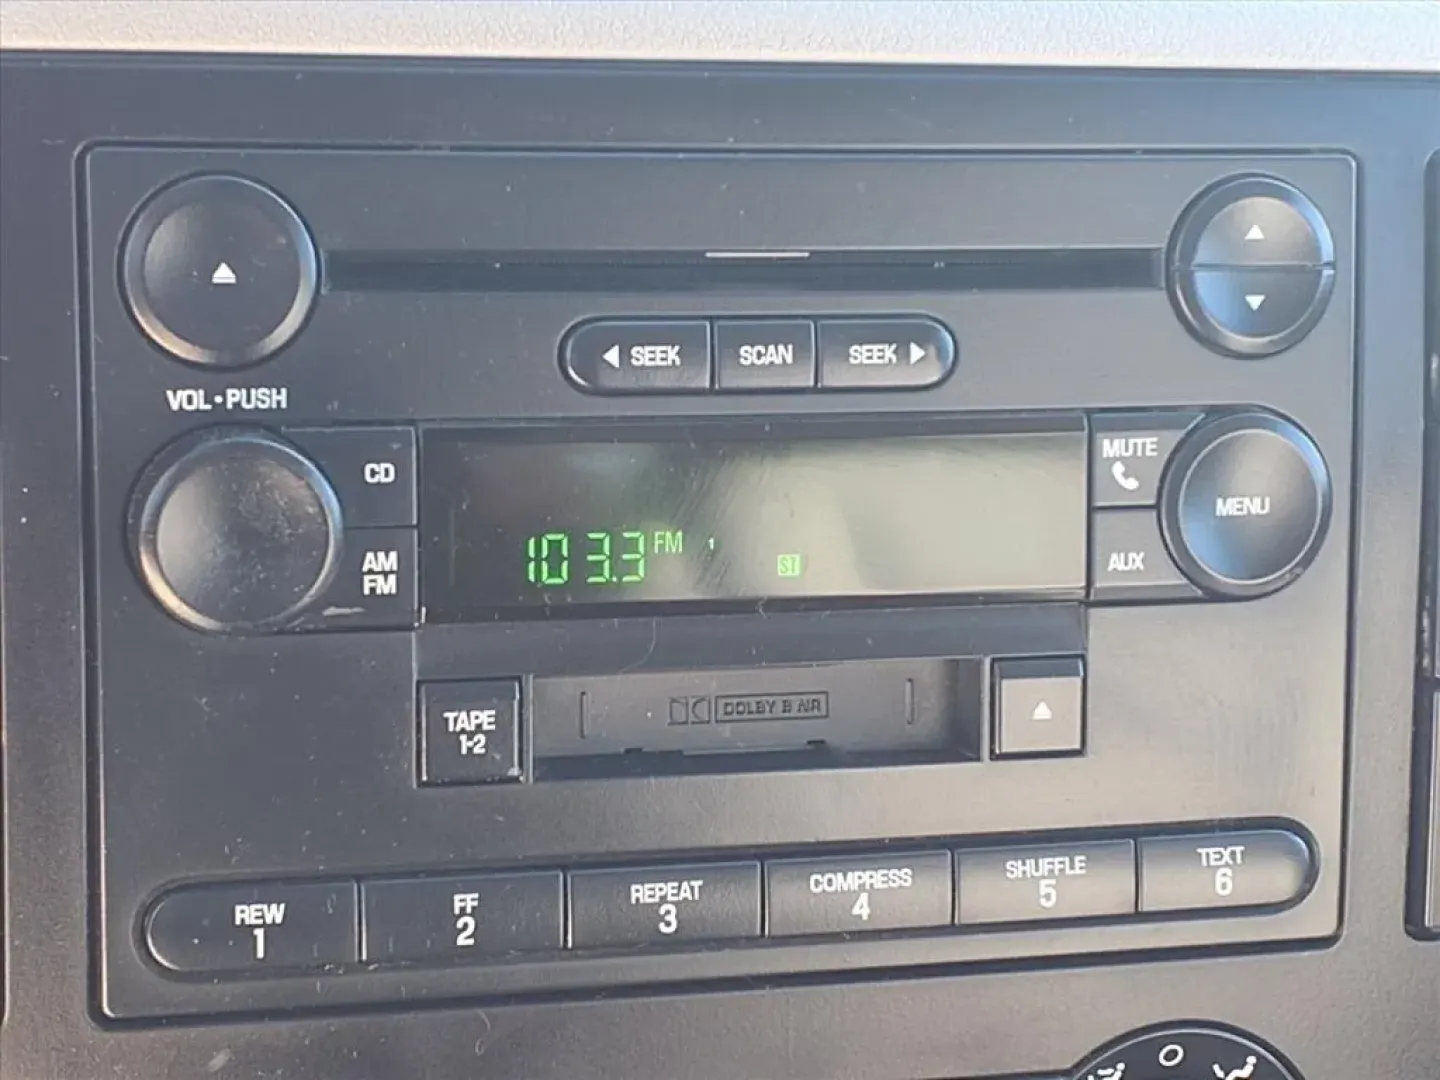 SEEK SCAN SEEK
VOL•PUSH
CD
AM
FM
103.3 FM 1
ST
MUTE
MENU
AUX
TAPE
1-2
DOLBY B NR
REW
1
FF
2
REPEAT
3
COMPRESS
4
SHUFFLE
5
TEXT
6